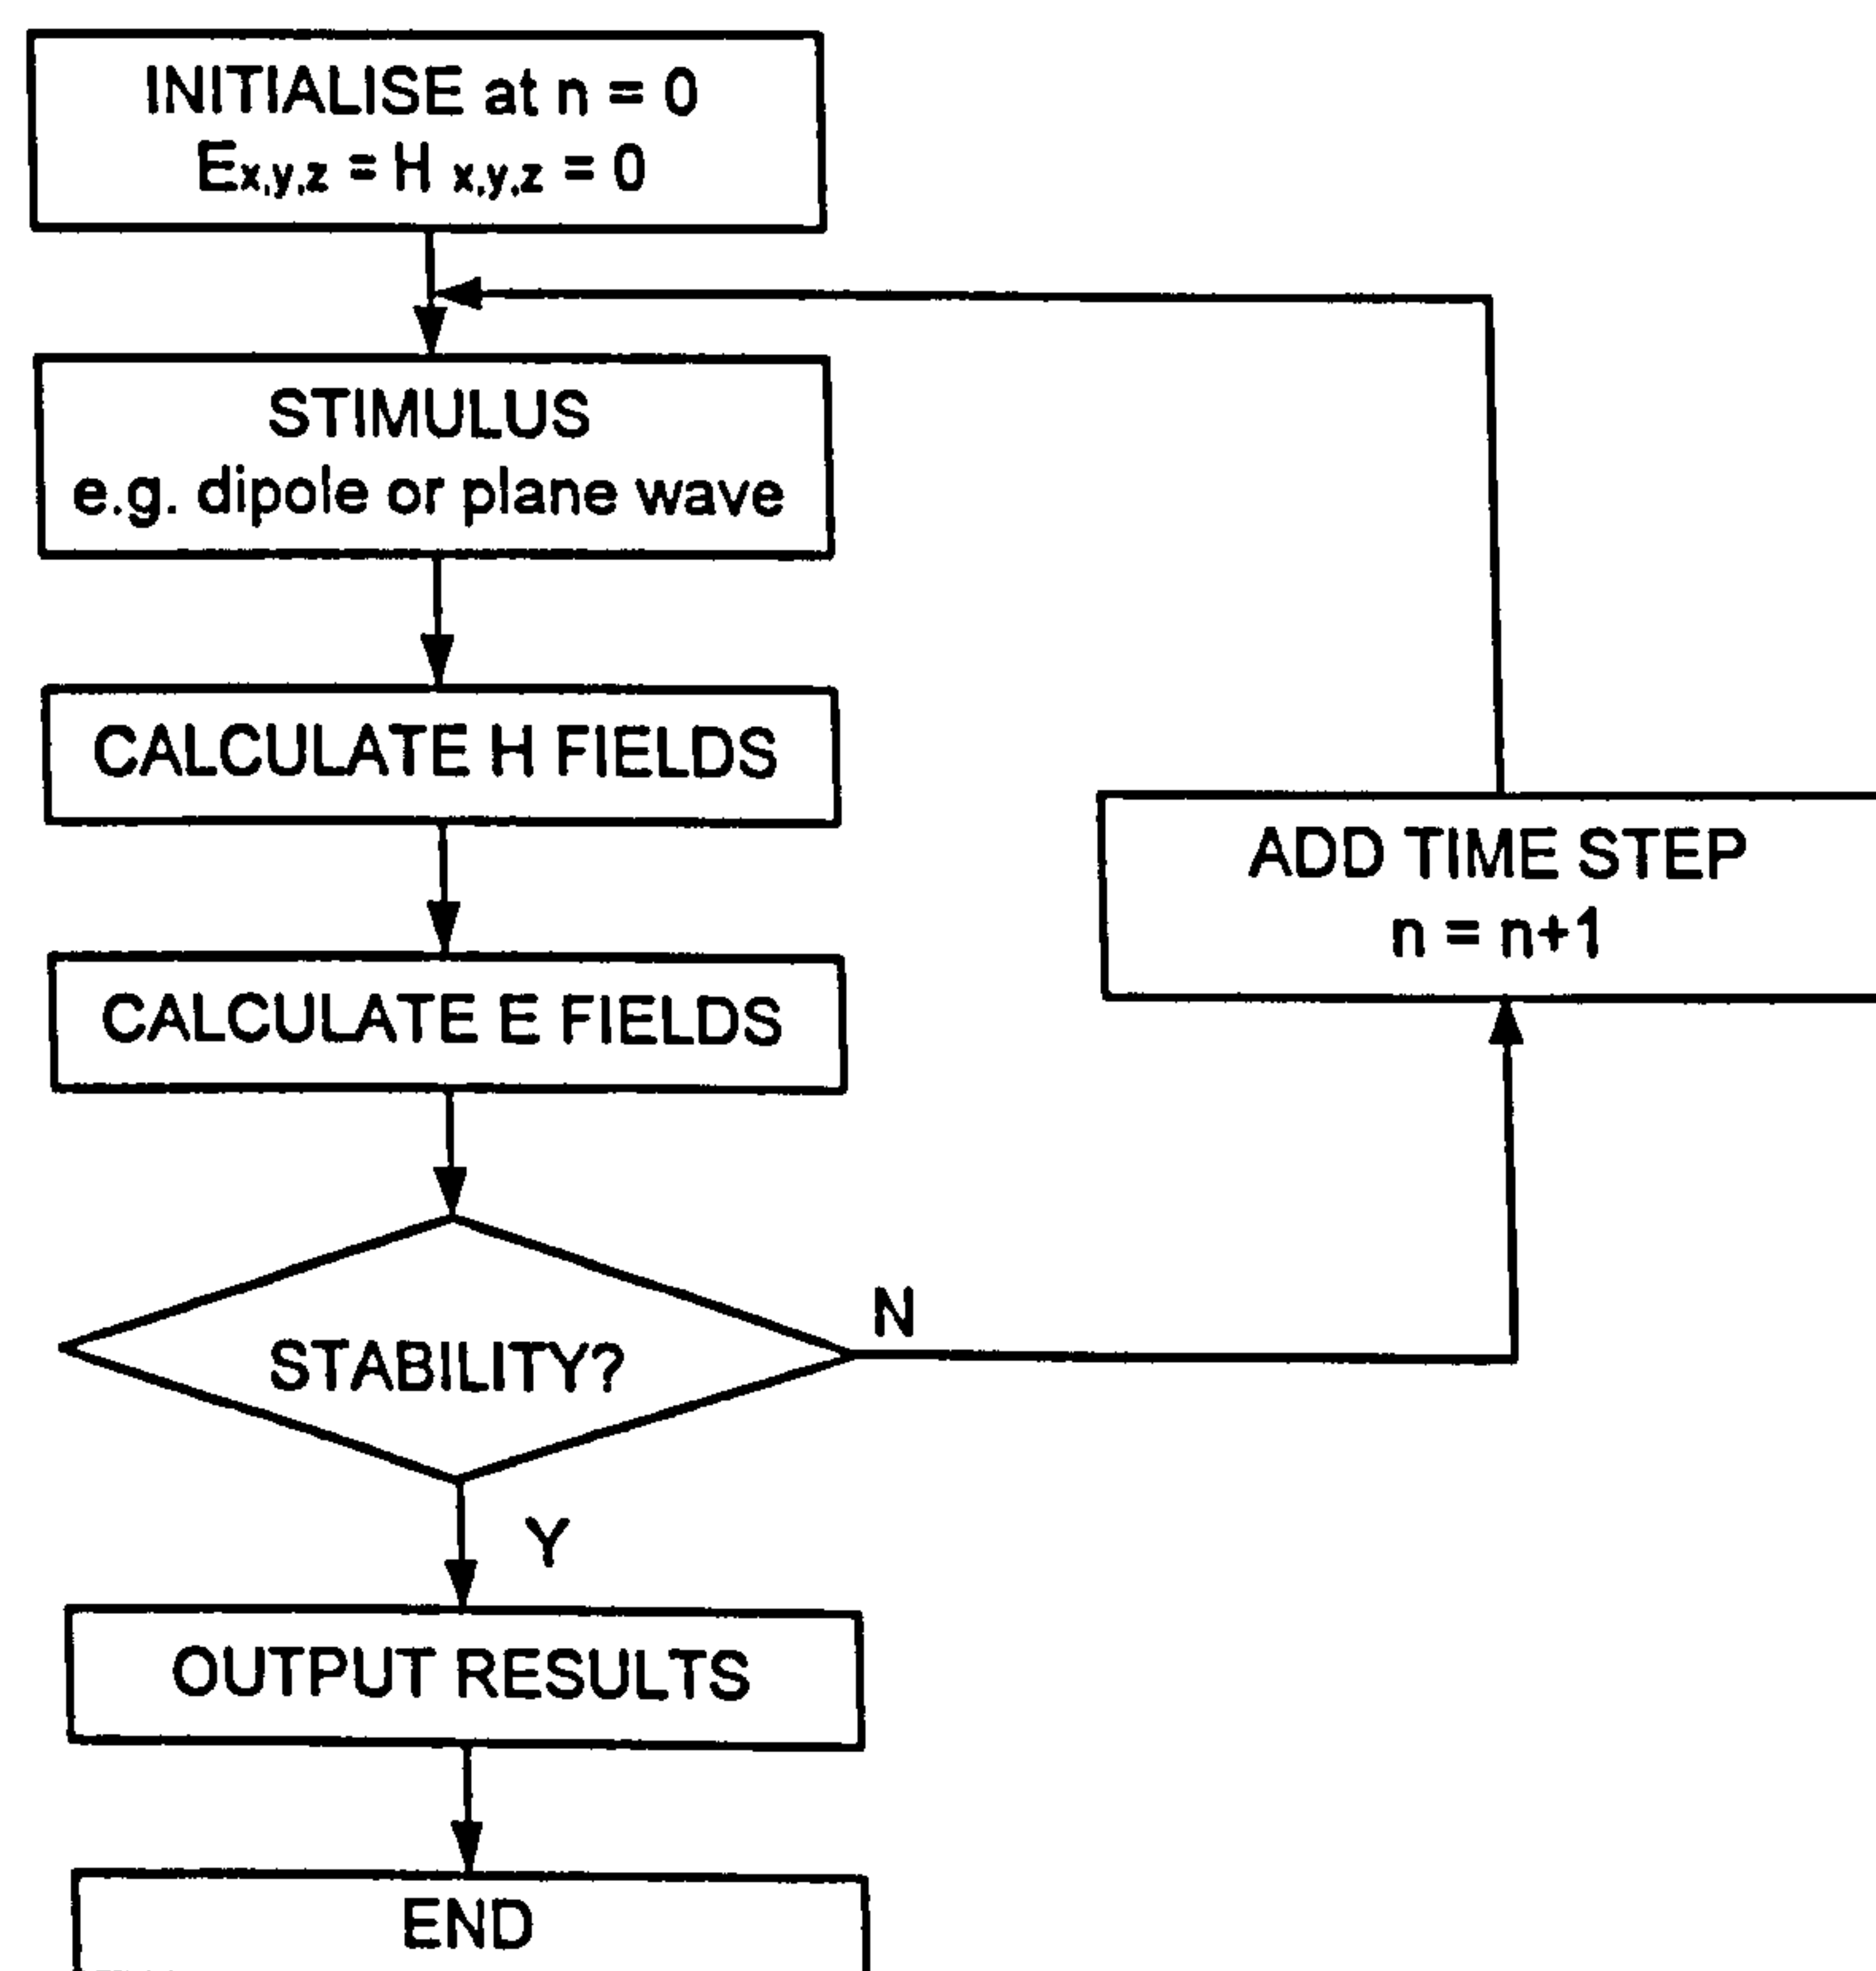 INITIALISE at n = 0
Ex,y,z = H x,y,z = 0
STIMULUS
e.g. dipole or plane wave
CALCULATE H FIELDS
CALCULATE E FIELDS
ADD TIME STEP
n = n+1
STABILITY?
N
Y
OUTPUT RESULTS
END